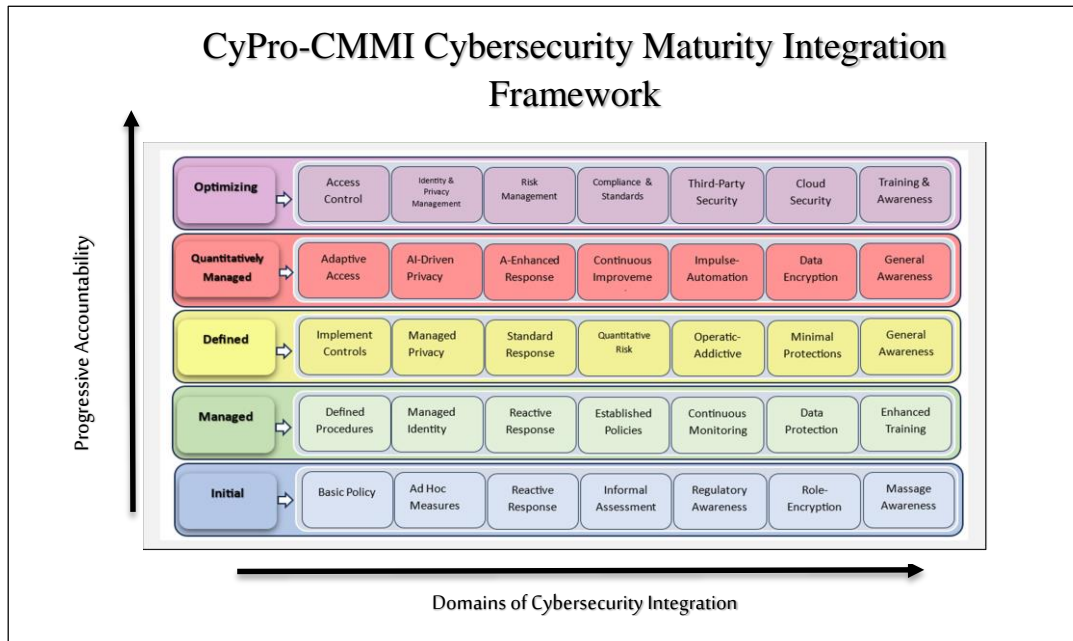 CyPro-CMMI Cybersecurity Maturity Integration
Framework
Progressive Accountability
Optimizing
Access
Control
Identity &
Privacy
Management
Risk
Management
Compliance &
Standards
Third-Party
Security
Cloud
Security
Training &
Awareness
Quantitatively
Managed
Adaptive
Access
AI-Driven
Privacy
A-Enhanced
Response
Continuous
Improveme
Impulse-
Automation
Data
Encryption
General
Awareness
Defined
Implement
Controls
Managed
Privacy
Standard
Response
Quantitative
Risk
Operatic-
Addictive
Minimal
Protections
General
Awareness
Managed
Defined
Procedures
Managed
Identity
Reactive
Response
Established
Policies
Continuous
Monitoring
Data
Protection
Enhanced
Training
Initial
Basic Policy
Ad Hoc
Measures
Reactive
Response
Informal
Assessment
Regulatory
Awareness
Role-
Encryption
Massage
Awareness
Domains of Cybersecurity Integration